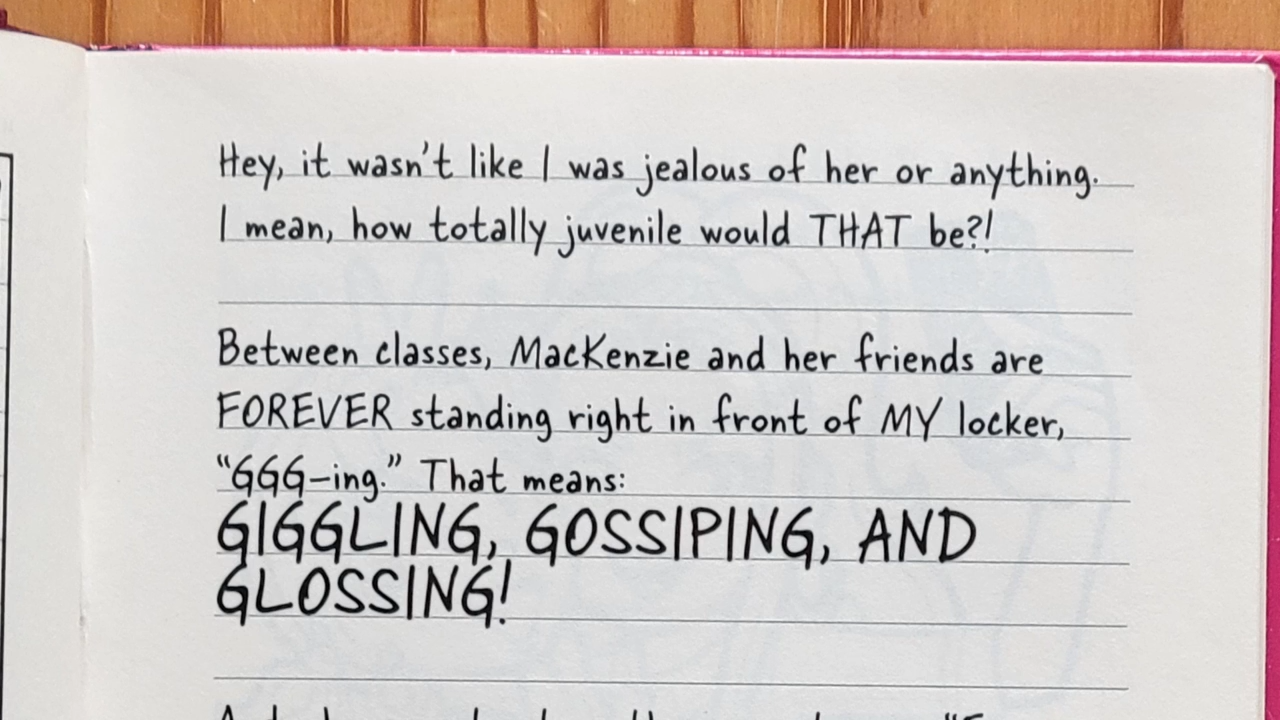 Hey, it wasn't like I was jealous of her or anything.
I mean, how totally juvenile would THAT be?!
Between classes, MacKenzie and her friends are
FOREVER standing right in front of MY locker,
“GGG–ing.” That means:
GIGGLING, GOSSIPING, AND
GLOSSING!